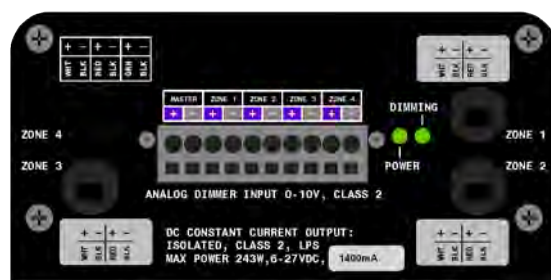 + - + - + -
WHT BLK RED BLK GRN BLK
+ - + -
WHT BLK RED BLK
MASTER ZONE 1 ZONE 2 ZONE 3 ZONE 4
+ - + - + - + - + -
DIMMING
ZONE 4
ZONE 1
ZONE 3
ZONE 2
POWER
ANALOG DIMMER INPUT 0-10V, CLASS 2
+ - + -
WHT BLK RED BLK
DC CONSTANT CURRENT OUTPUT:
ISOLATED, CLASS 2, LPS
MAX POWER 243W,6-27VDC, 1400mA
+ - + -
WHT BLK RED BLK